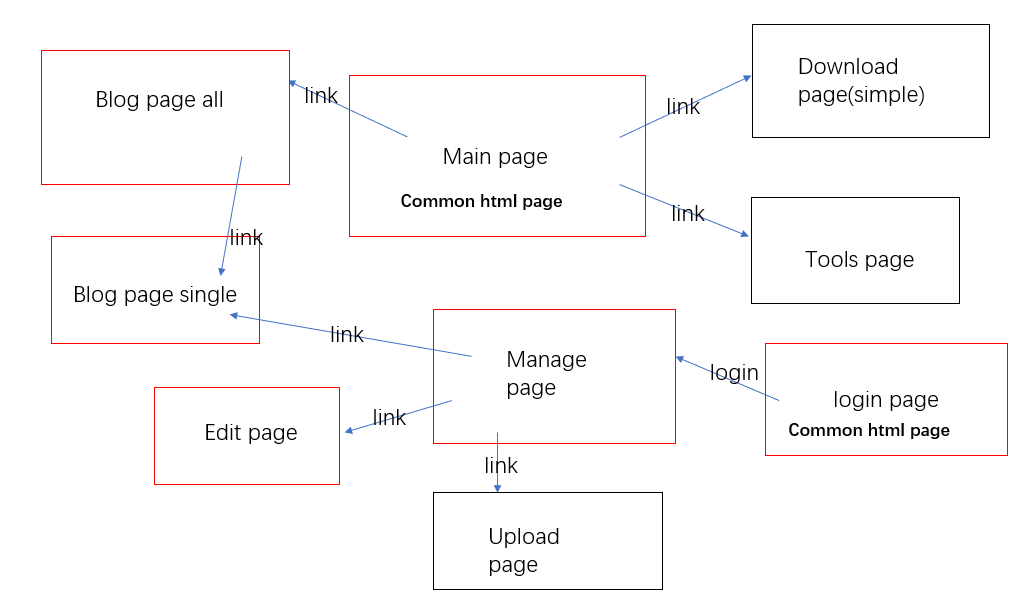 Blog page all
link
Main page
Common html page
link
Download
page(simple)
link
Tools page
link
Blog page single
link
Manage
page
login
login page
Common html page
link
Edit page
link
Upload
page